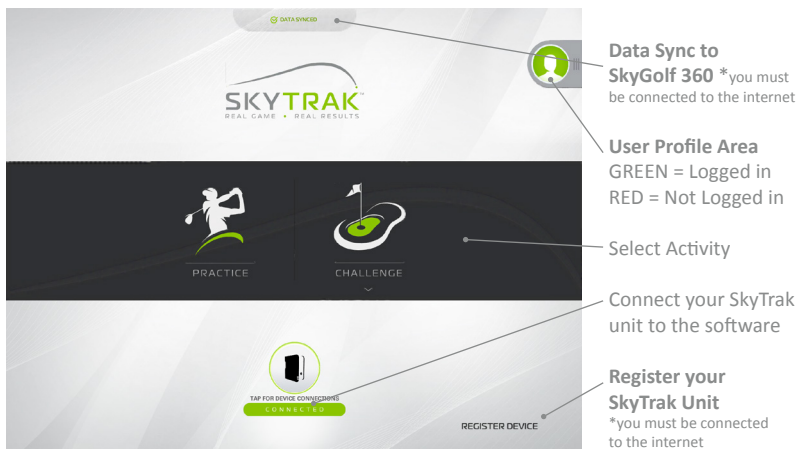 DATA SYNCED
SKYTRAK™
REAL GAME • REAL RESULTS
PRACTICE
CHALLENGE
TAP FOR DEVICE CONNECTIONS
CONNECTED
REGISTER DEVICE
Data Sync to
SkyGolf 360 *you must
be connected to the internet
User Profile Area
GREEN = Logged in
RED = Not Logged in
Select Activity
Connect your SkyTrak
unit to the software
Register your
SkyTrak Unit
*you must be connected
to the internet